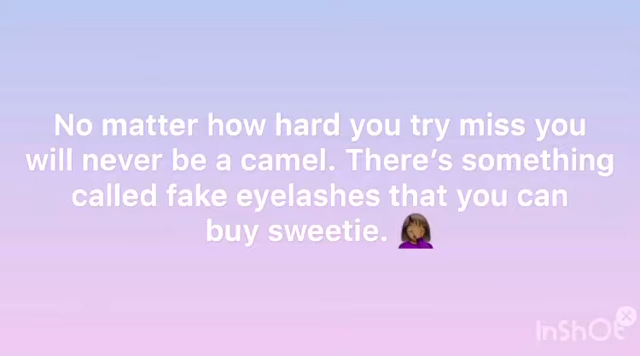 No matter how hard you try miss you
will never be a camel. There's something
called fake eyelashes that you can
buy sweetie. 🤦🏾‍♀️
InShOt